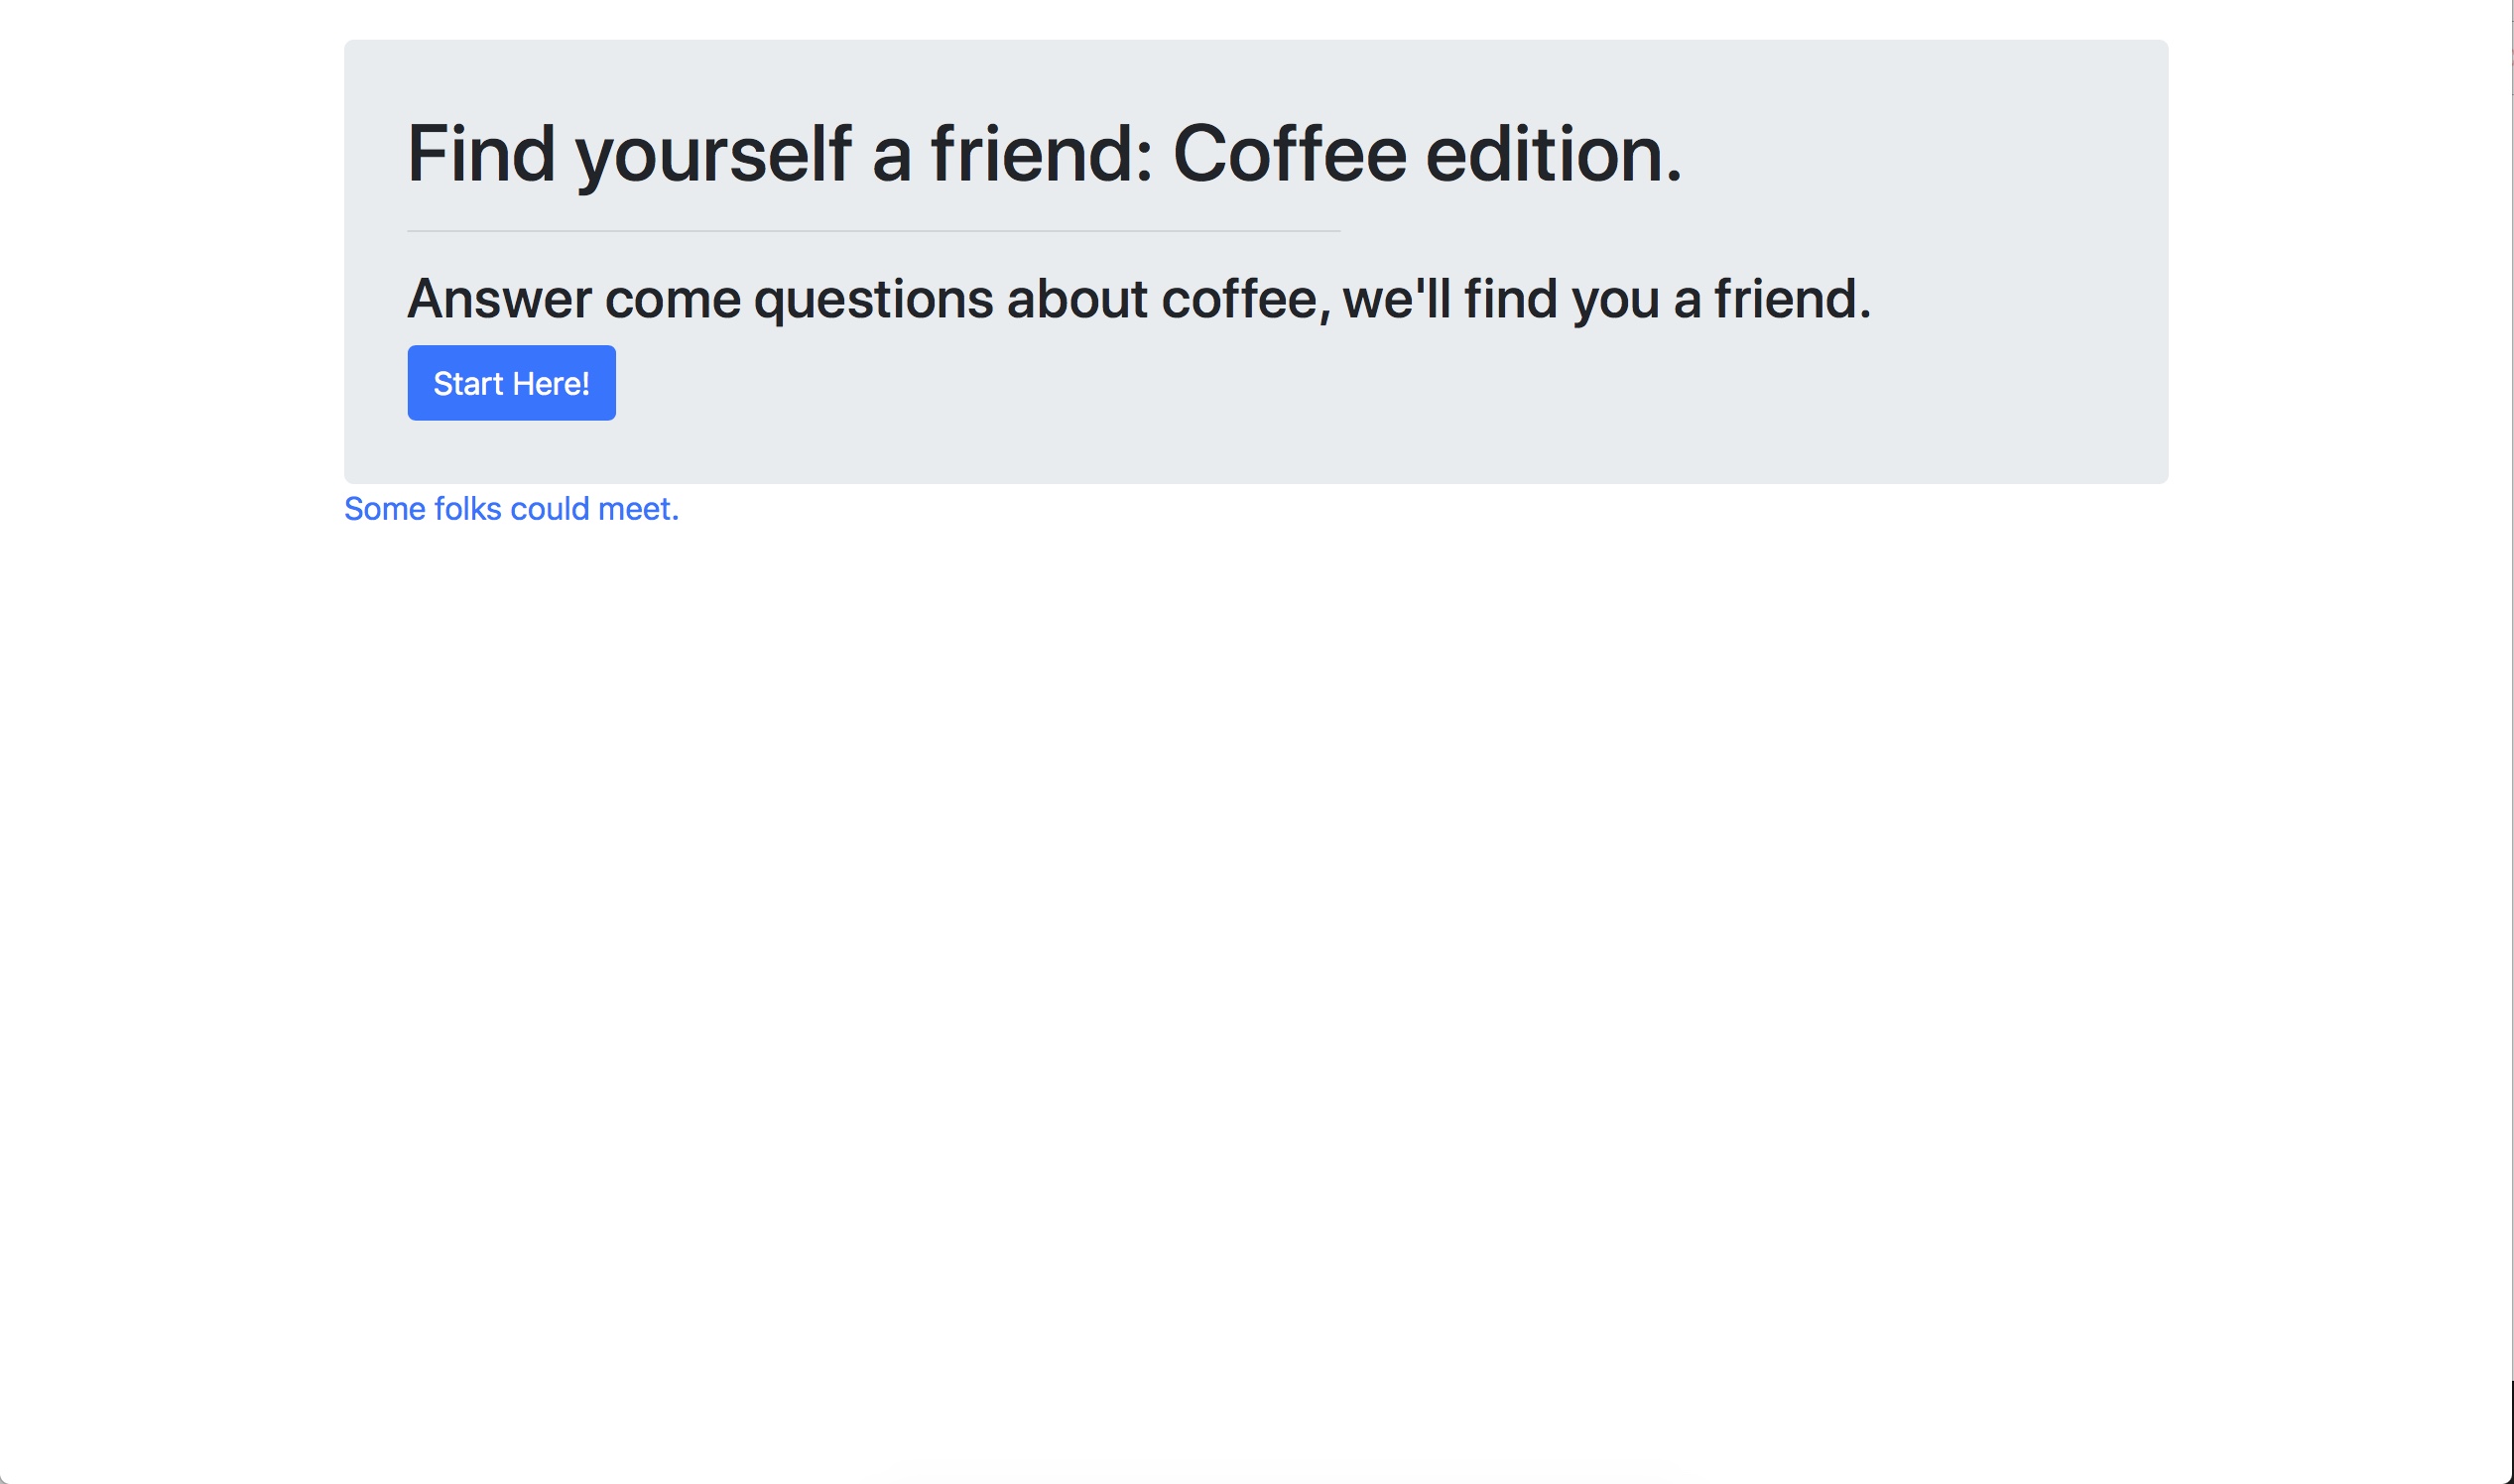 Find yourself a friend: Coffee edition.
Answer come questions about coffee, we'll find you a friend.
Start Here!
Some folks could meet.